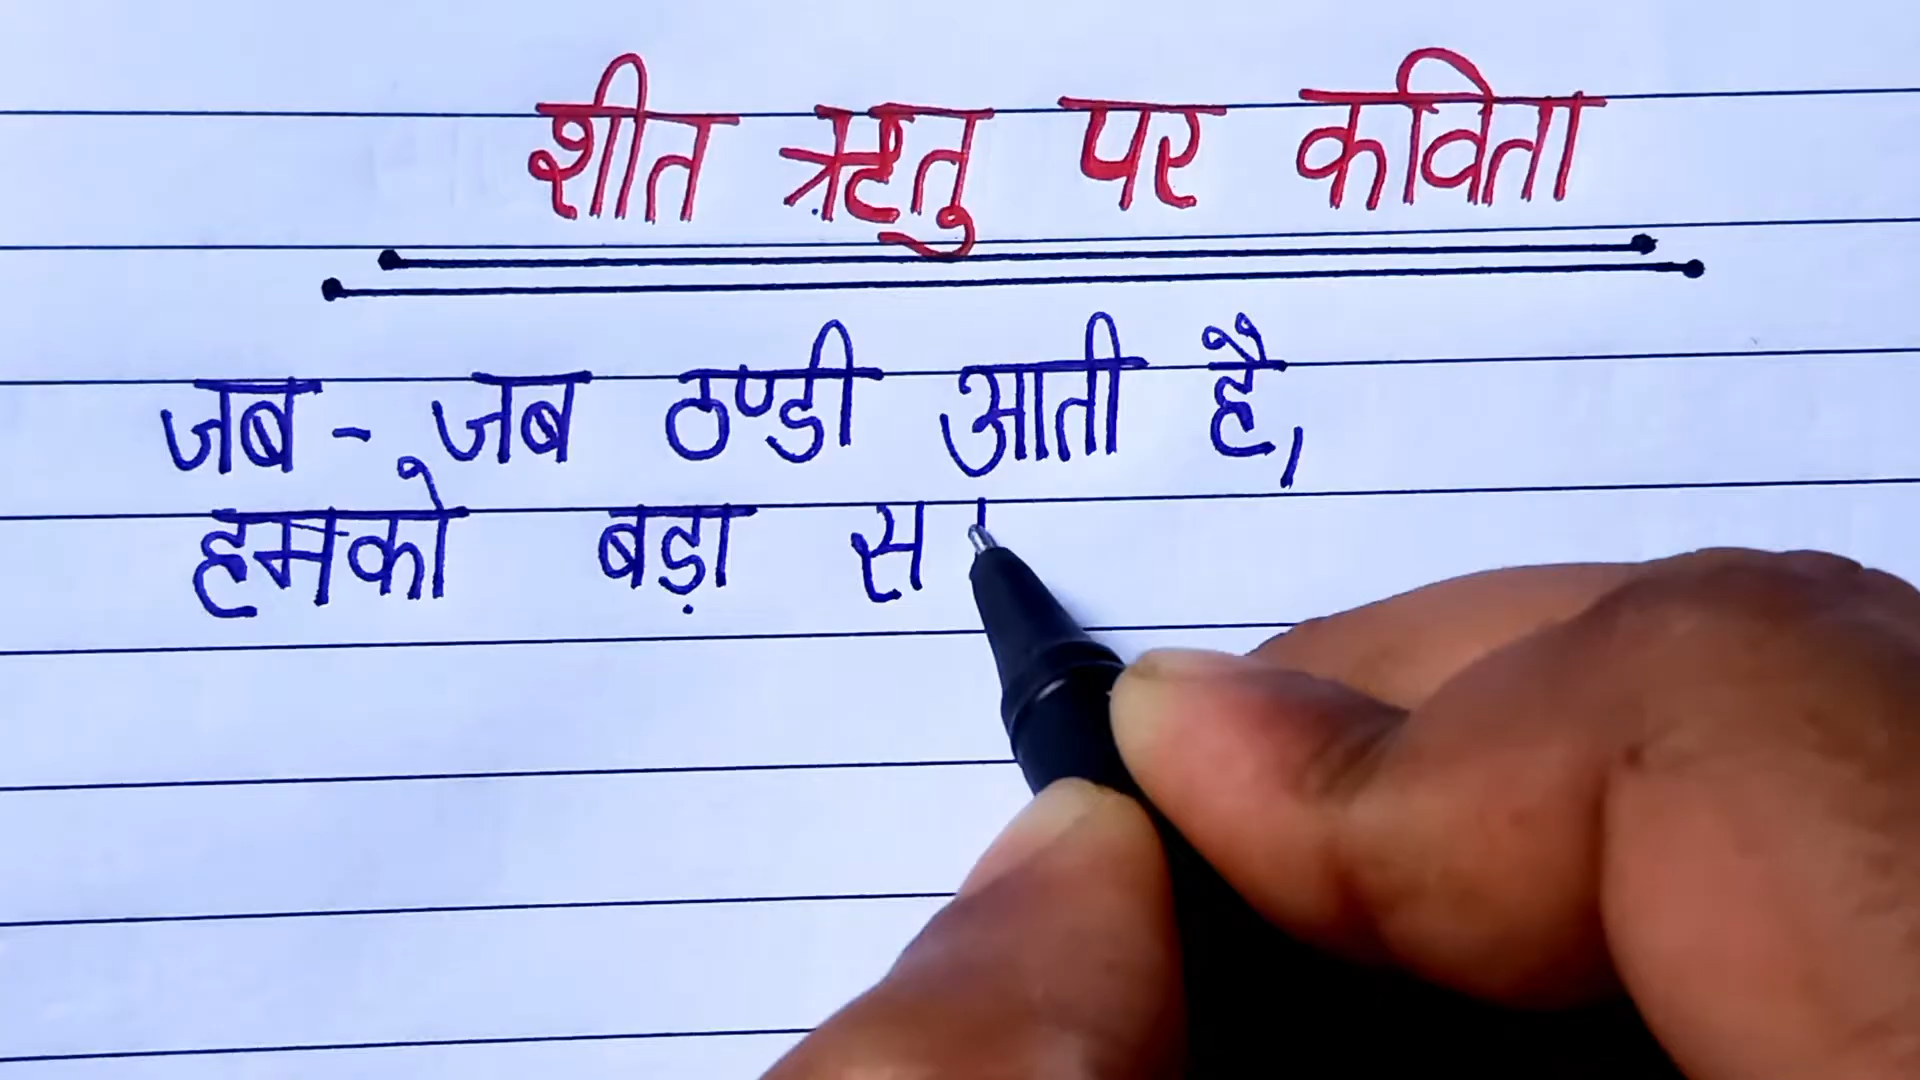 शीत ऋतु पर कविता
जब - जब ठण्डी आती है,
हमको बड़ा स